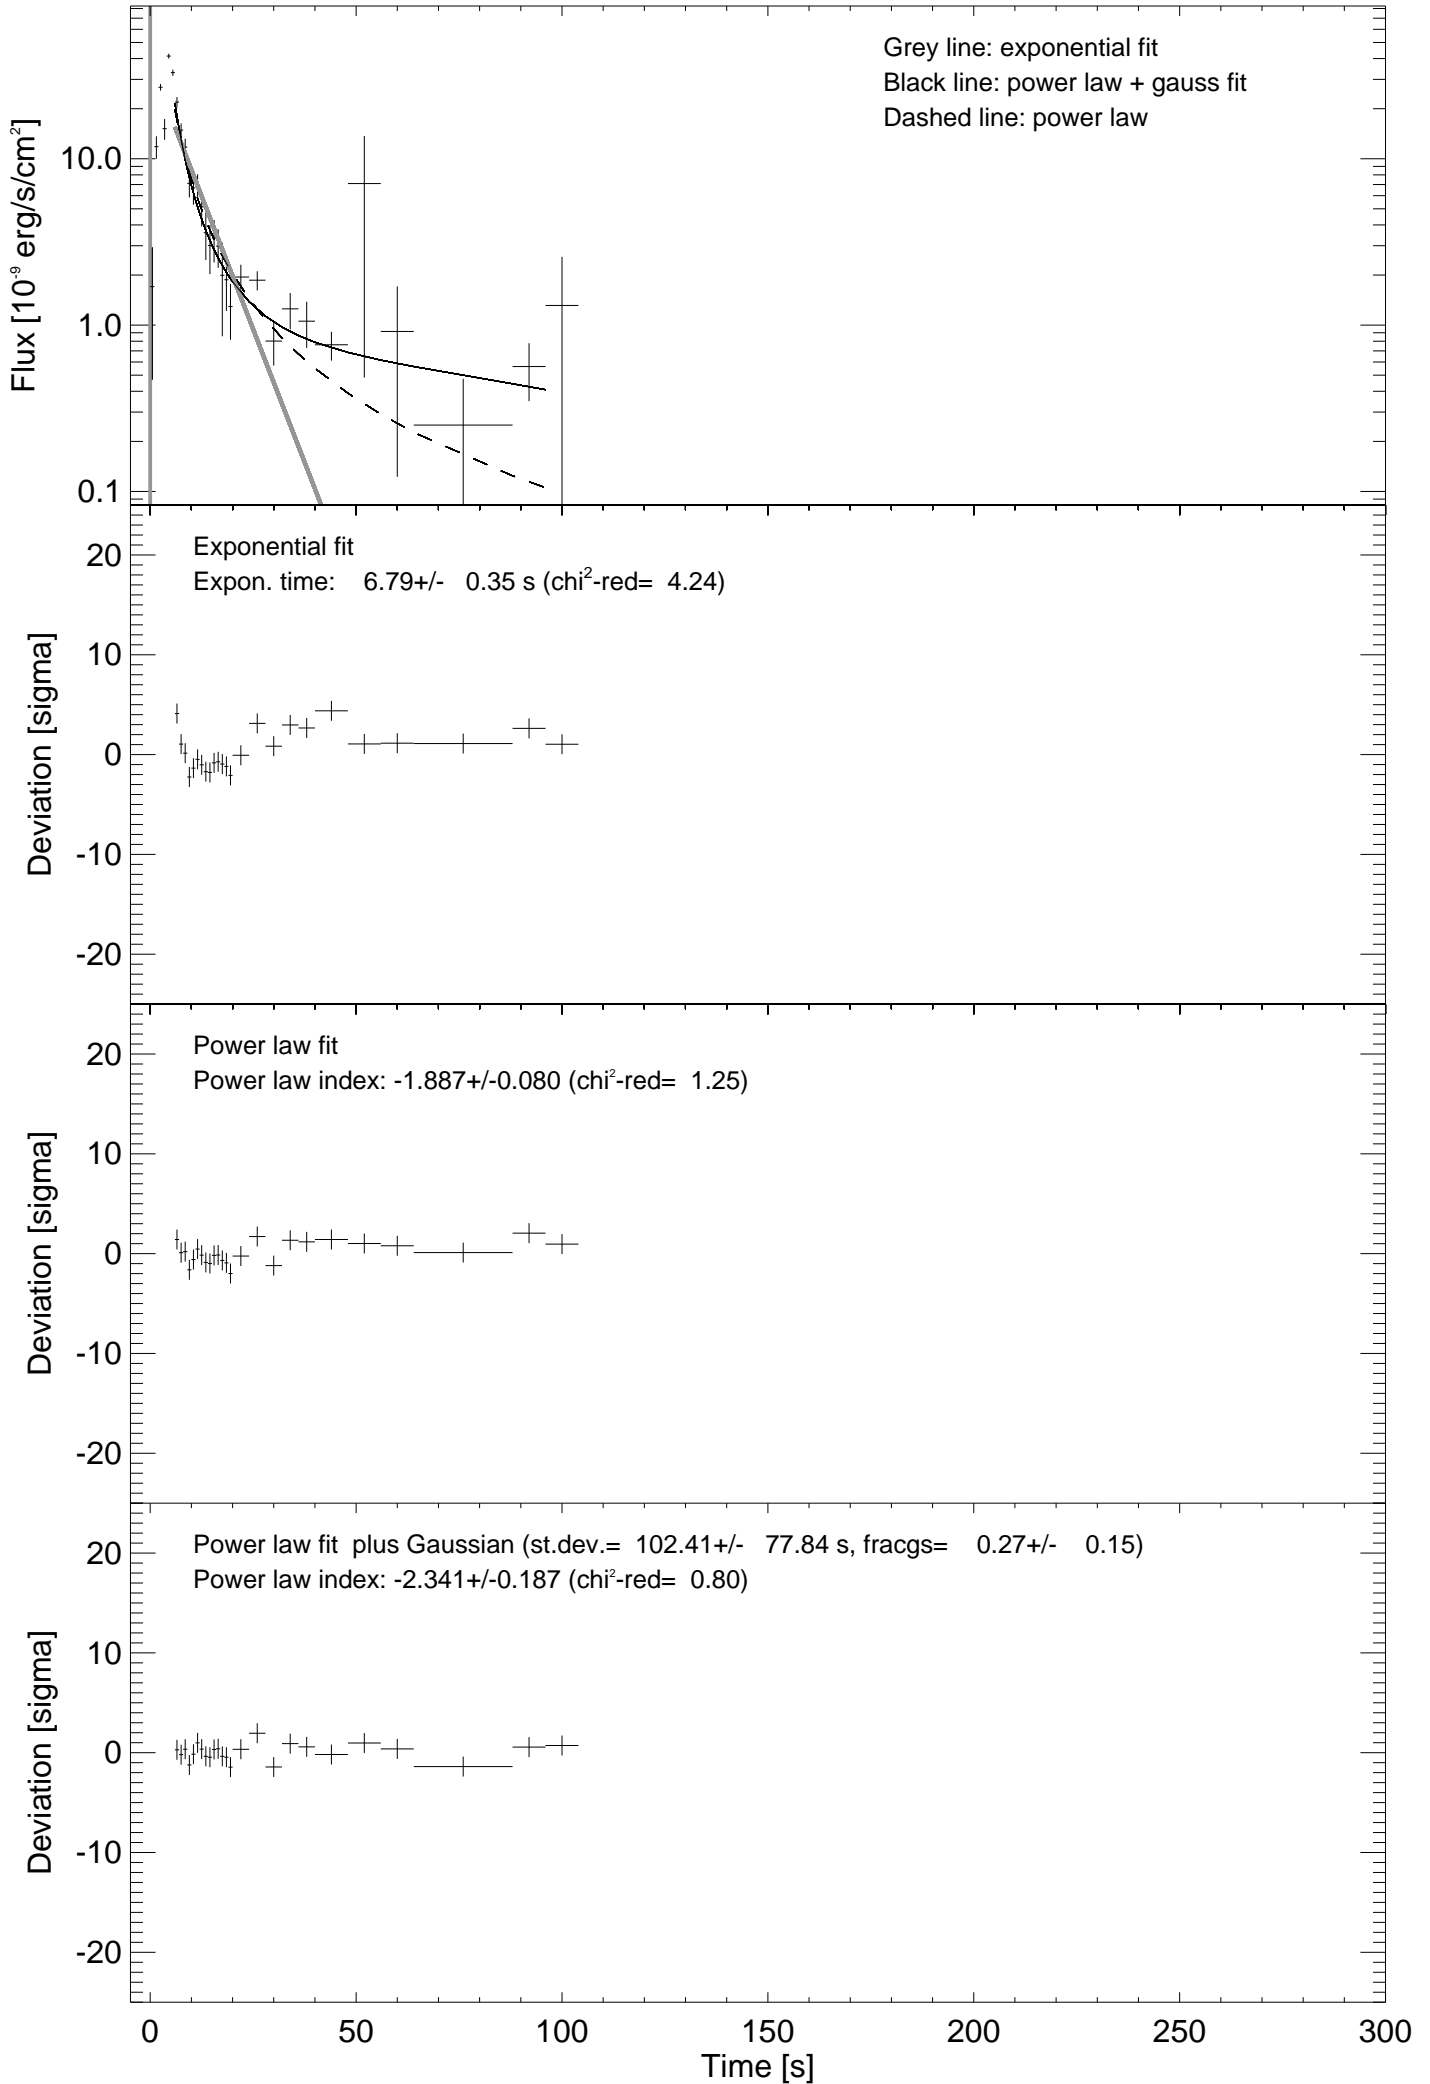 Grey line: exponential fit
Black line: power law + gauss fit
Dashed line: power law
Flux [10⁻⁹ erg/s/cm²]
10.0
1.0
0.1
Exponential fit
Expon. time: 6.79+/- 0.35 s (chi²-red= 4.24)
Deviation [sigma]
20
10
0
-10
-20
Power law fit
Power law index: -1.887+/-0.080 (chi²-red= 1.25)
Deviation [sigma]
20
10
0
-10
-20
Power law fit plus Gaussian (st.dev.= 102.41+/- 77.84 s, fracgs= 0.27+/- 0.15)
Power law index: -2.341+/-0.187 (chi²-red= 0.80)
Deviation [sigma]
20
10
0
-10
-20
0 50 100 150 200 250 300
Time [s]